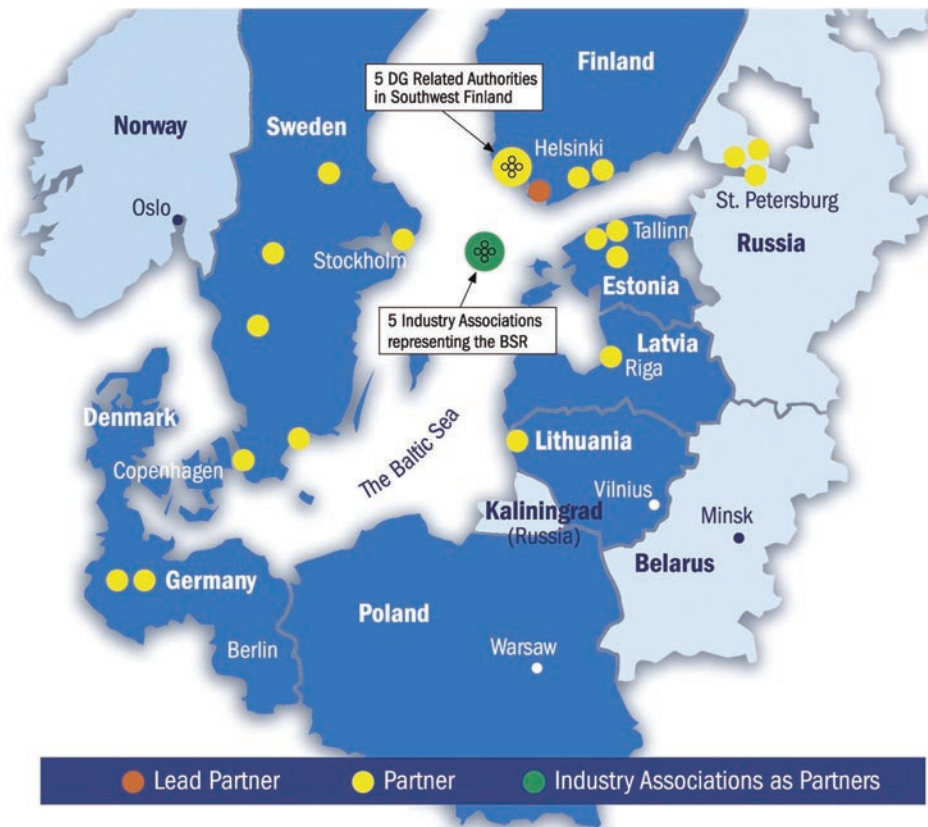 5 DG Related Authorities
in Southwest Finland
Finland
Norway
Sweden
Helsinki
Oslo
St. Petersburg
Stockholm
Tallinn
Russia
Estonia
5 Industry Associations
representing the BSR
Latvia
Riga
Denmark
The Baltic Sea
Lithuania
Copenhagen
Vilnius
Kaliningrad
(Russia)
Minsk
Belarus
Germany
Poland
Berlin
Warsaw
Lead Partner
Partner
Industry Associations as Partners